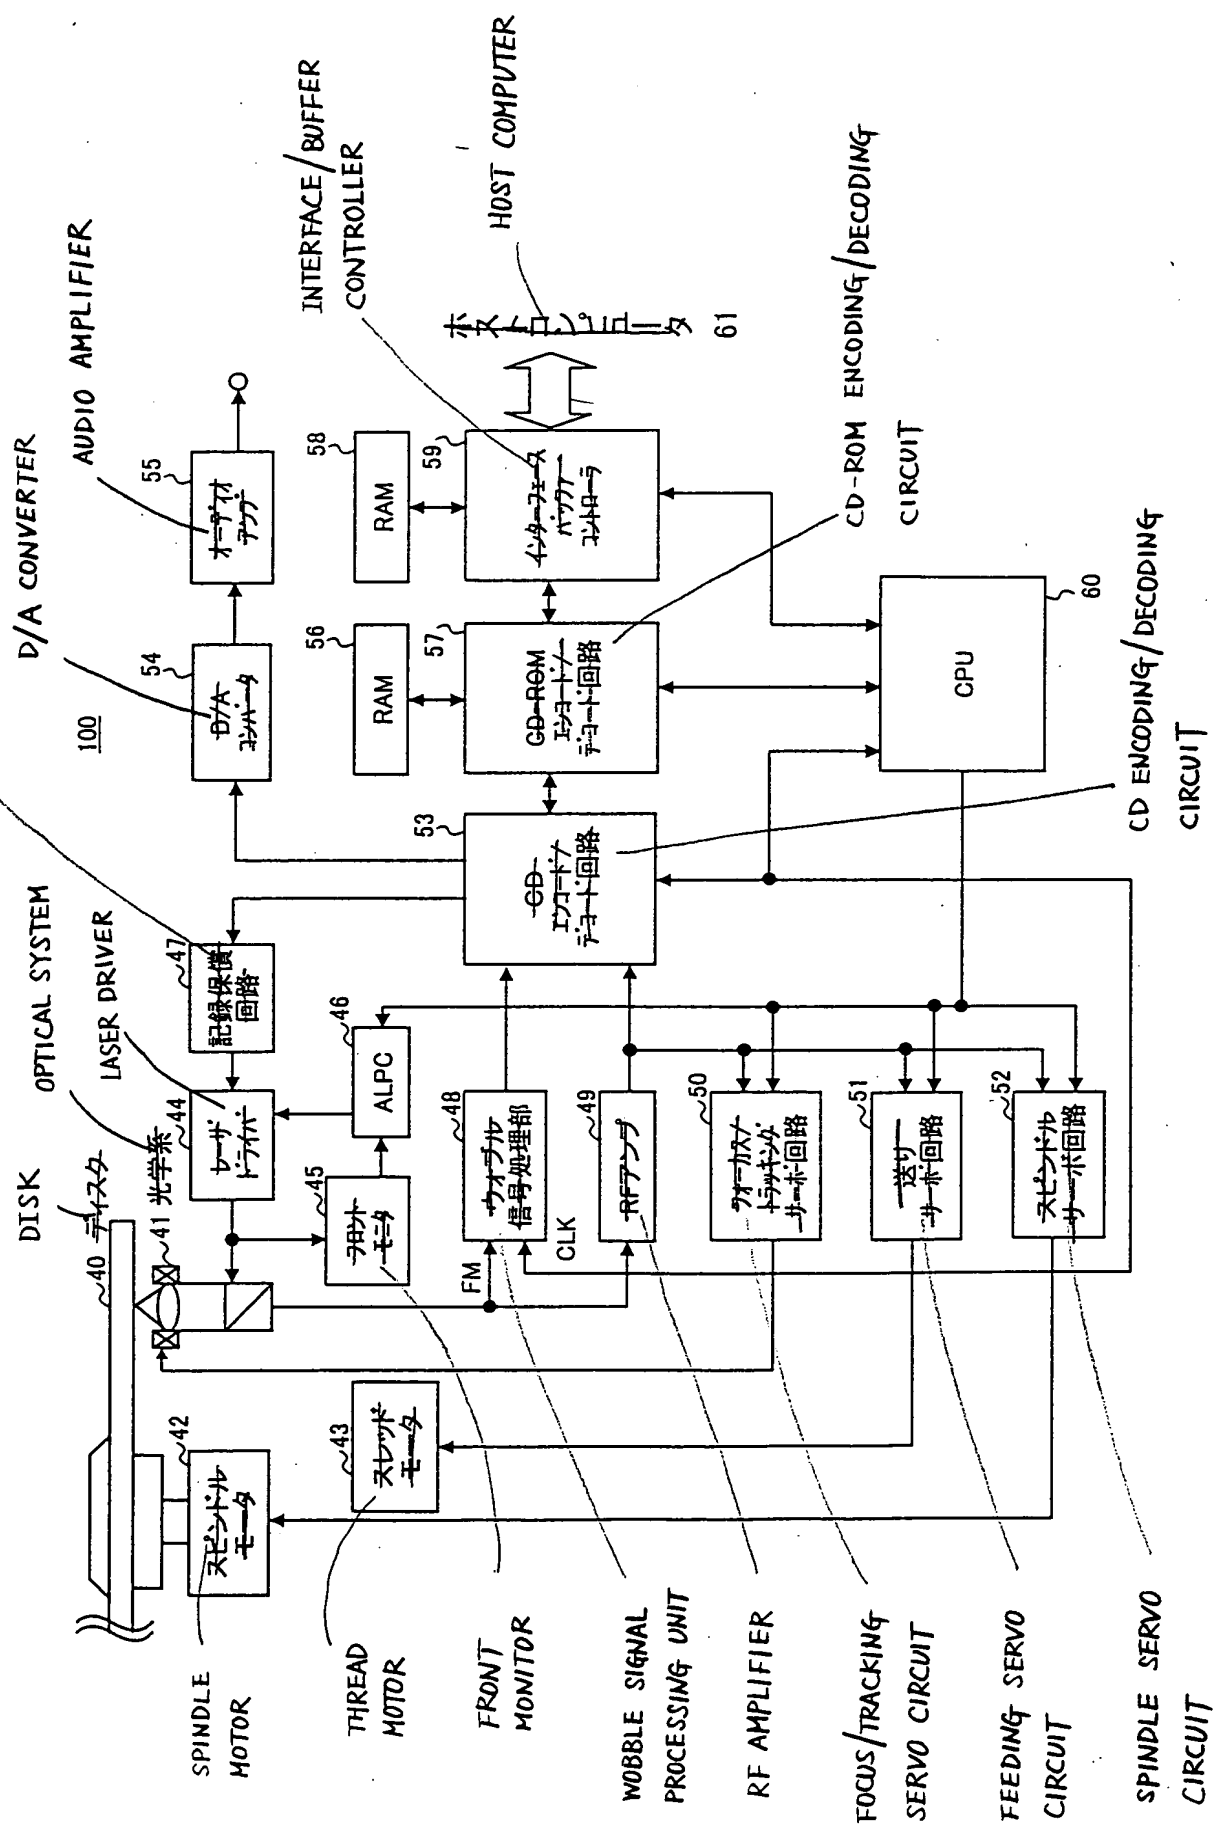 DISK
ディスク
40
OPTICAL SYSTEM
光学系
41
LASER DRIVER
44
レーザ
ドライバ
47
記録保償
回路
100
D/A CONVERTER
54
D/A
コンバータ
AUDIO AMPLIFIER
55
オーディオ
アンプ
SPINDLE
MOTOR
42
スピンドル
モータ
THREAD
MOTOR
43
スレッド
モータ
FRONT
MONITOR
45
フロント
モニタ
46
ALPC
56
RAM
58
RAM
INTERFACE/BUFFER
CONTROLLER
WOBBLE SIGNAL
PROCESSING UNIT
FM
CLK
48
ウォブル
信号処理部
53
CD
エンコード/
デコード回路
57
CD-ROM
エンコード/
デコード回路
59
インターフェース
バッファ
コントローラ
HOST COMPUTER
ホストコンピュータ
61
RF AMPLIFIER
49
RFアンプ
FOCUS/TRACKING
SERVO CIRCUIT
50
フォーカス/
トラッキング
サーボ回路
CD-ROM ENCODING/DECODING
CIRCUIT
FEEDING SERVO
CIRCUIT
51
送り
サーボ回路
CPU
60
SPINDLE SERVO
CIRCUIT
52
スピンドル
サーボ回路
CD ENCODING/DECODING
CIRCUIT